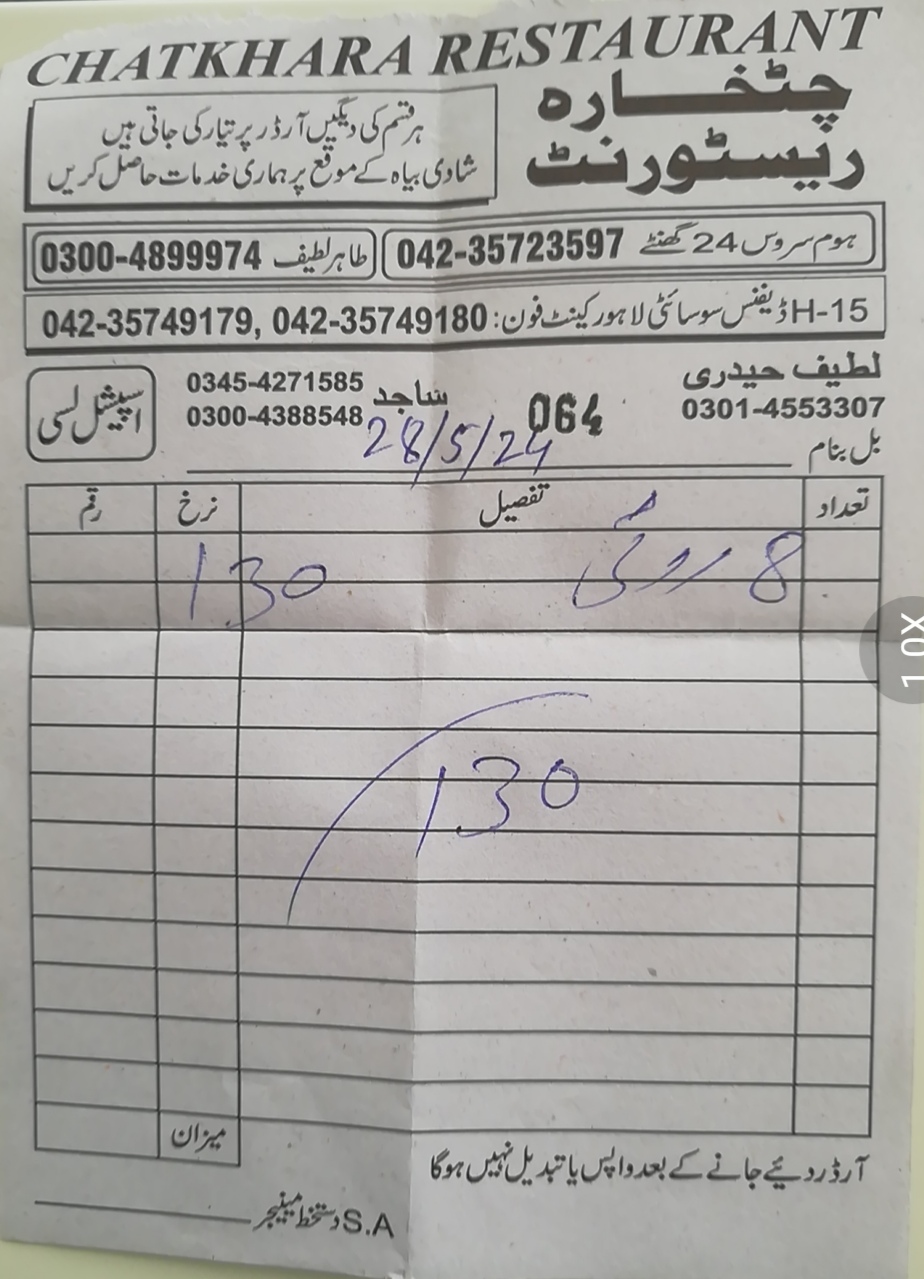 CHATKHARA RESTAURANT
چٹخارہ
ریسٹورنٹ
ہر قسم کی دیگیں آرڈر پر تیار کی جاتی ہیں
شادی بیاہ کے موقع پر ہماری خدمات حاصل کریں
ہوم سروس 24 گھنٹے 042-35723597
طاہر لطیف 0300-4899974
H-15 ڈیفنس سوسائٹی لاہور کینٹ فون: 042-35749179, 042-35749180
لطیف حیدری
0301-4553307
064
ساجد
0345-4271585
0300-4388548
اسپیشل لسی
بل بنام
28/5/24
تعداد تفصیل نرخ رقم
8 روٹی 130
130
میزان
آرڈر دئیے جانے کے بعد واپس یا تبدیل نہیں ہوگا
S.A دستخط مینیجر
1.0X